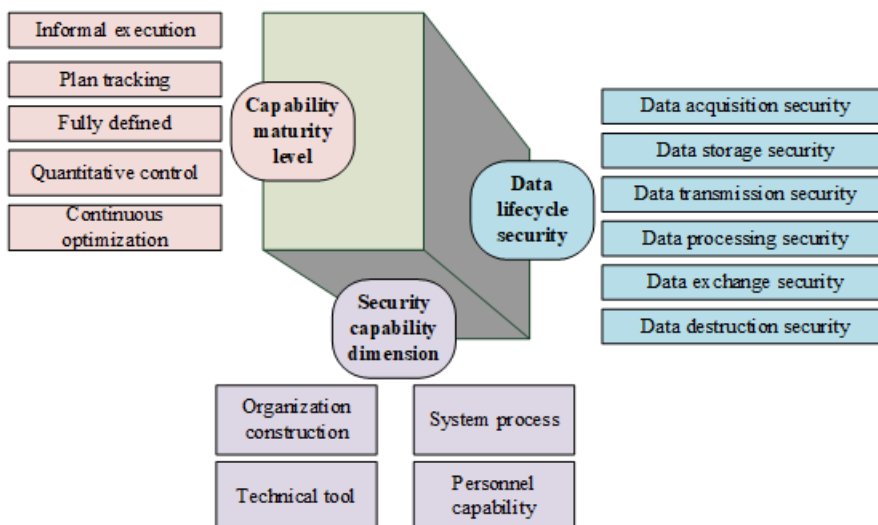 Informal execution
Plan tracking
Fully defined
Quantitative control
Continuous
optimization
Capability
maturity
level
Data
lifecycle
security
Data acquisition security
Data storage security
Data transmission security
Data processing security
Data exchange security
Data destruction security
Security
capability
dimension
Organization
construction
System process
Technical tool
Personnel
capability